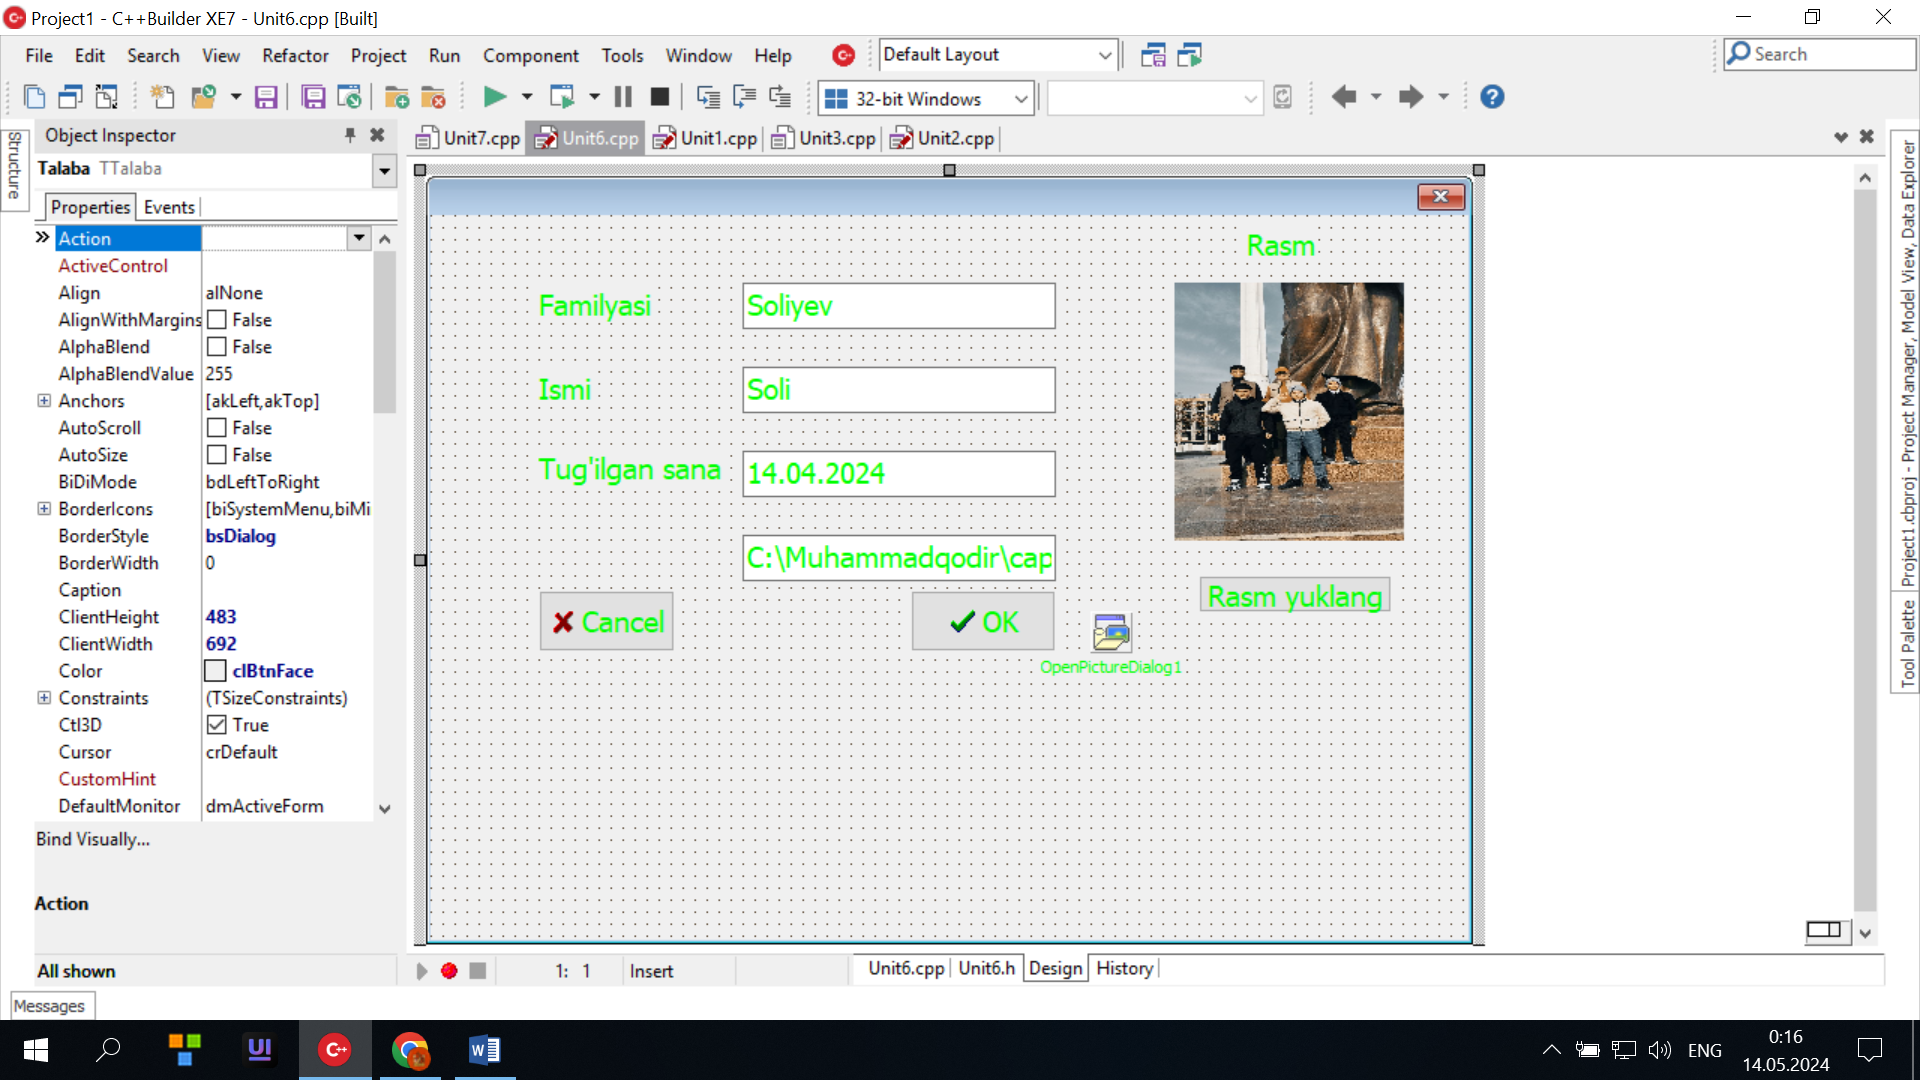 Project1 - C++Builder XE7 - Unit6.cpp [Built]
File Edit Search View Refactor Project Run Component Tools Window Help Default Layout Search
32-bit Windows
Structure
Object Inspector
Talaba TTalaba
Properties Events
Action
ActiveControl
Align alNone
AlignWithMargins False
AlphaBlend False
AlphaBlendValue 255
Anchors [akLeft,akTop]
AutoScroll False
AutoSize False
BiDiMode bdLeftToRight
BorderIcons [biSystemMenu,biMi
BorderStyle bsDialog
BorderWidth 0
Caption
ClientHeight 483
ClientWidth 692
Color clBtnFace
Constraints (TSizeConstraints)
Ctl3D True
Cursor crDefault
CustomHint
DefaultMonitor dmActiveForm
Bind Visually...
Action
All shown
Unit7.cpp Unit6.cpp Unit1.cpp Unit3.cpp Unit2.cpp
Rasm
Familyasi Soliyev
Ismi Soli
Tug'ilgan sana 14.04.2024
C:\Muhammadqodir\cap
Rasm yuklang
Cancel OK
OpenPictureDialog1
Project1.cbproj - Project Manager, Model View, Data Explorer
Tool Palette
1: 1 Insert
Unit6.cpp Unit6.h Design History
Messages
UI
C++
W
ENG
0:16
14.05.2024